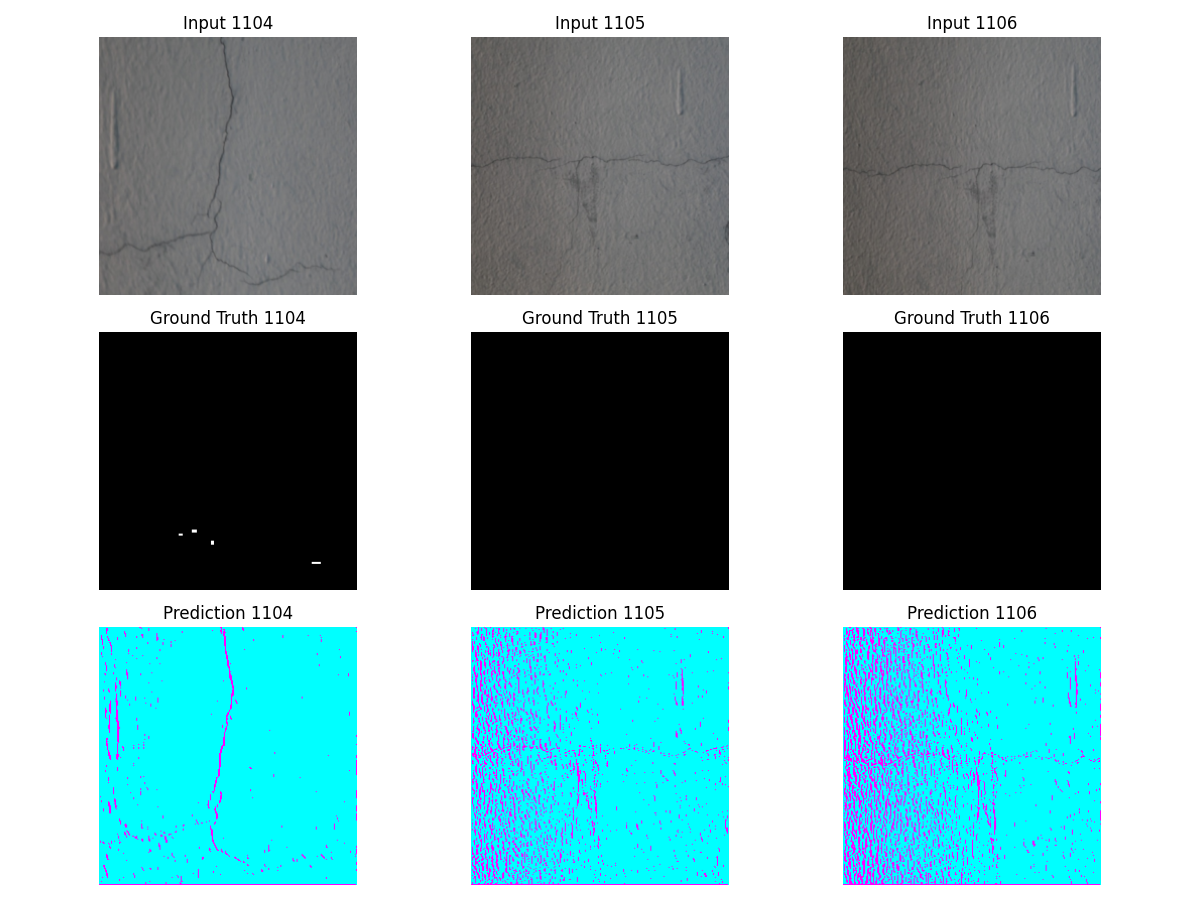 Input 1104
Input 1105
Input 1106
Ground Truth 1104
Ground Truth 1105
Ground Truth 1106
Prediction 1104
Prediction 1105
Prediction 1106